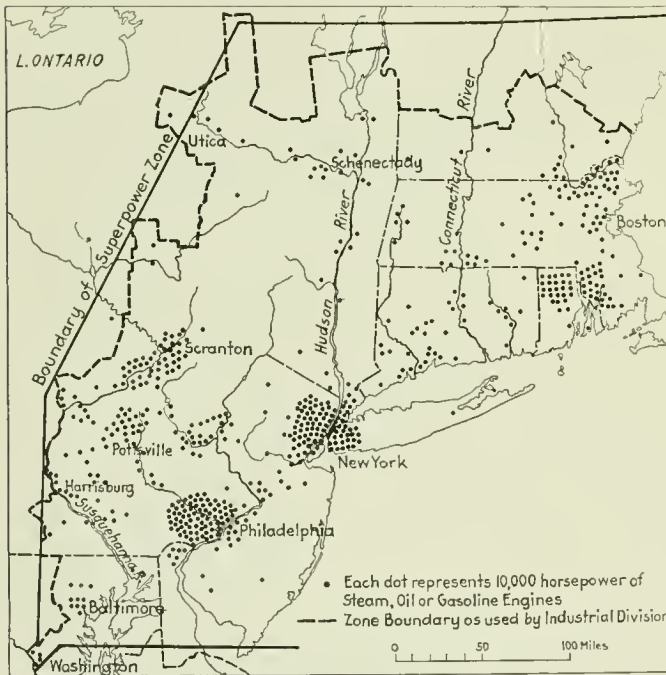 L. ONTARIO
Utica
Schenectady
River
River
Connecticut
Hudson
Boston
Boundary of Superpower Zone
Scranton
Pottsville
Harrisburg
Susquehanna R.
New York
Philadelphia
Baltimore
Washington
Each dot represents 10,000 horsepower of
Steam, Oil or Gasoline Engines
Zone Boundary as used by Industrial Division
0 50 100 Miles